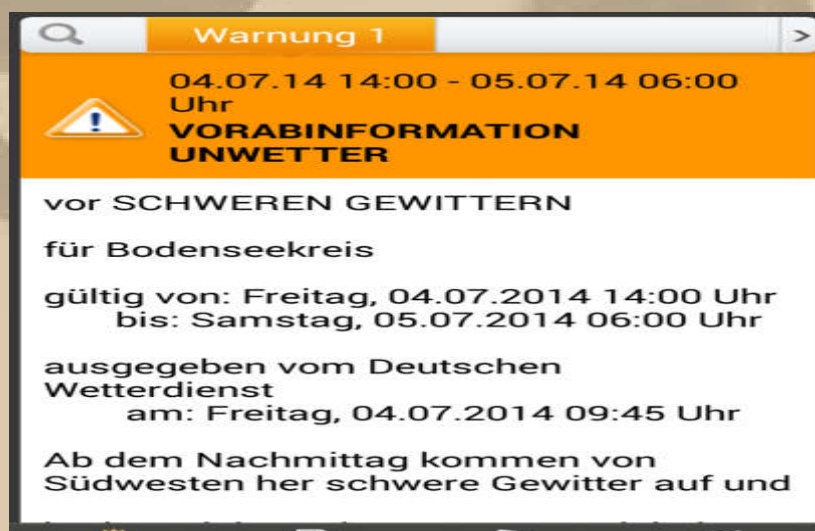 Warnung 1
04.07.14 14:00 - 05.07.14 06:00
Uhr
VORABINFORMATION
UNWETTER
vor SCHWEREN GEWITTERN
für Bodenseekreis
gültig von: Freitag, 04.07.2014 14:00 Uhr
bis: Samstag, 05.07.2014 06:00 Uhr
ausgegeben vom Deutschen
Wetterdienst
am: Freitag, 04.07.2014 09:45 Uhr
Ab dem Nachmittag kommen von
Südwesten her schwere Gewitter auf und